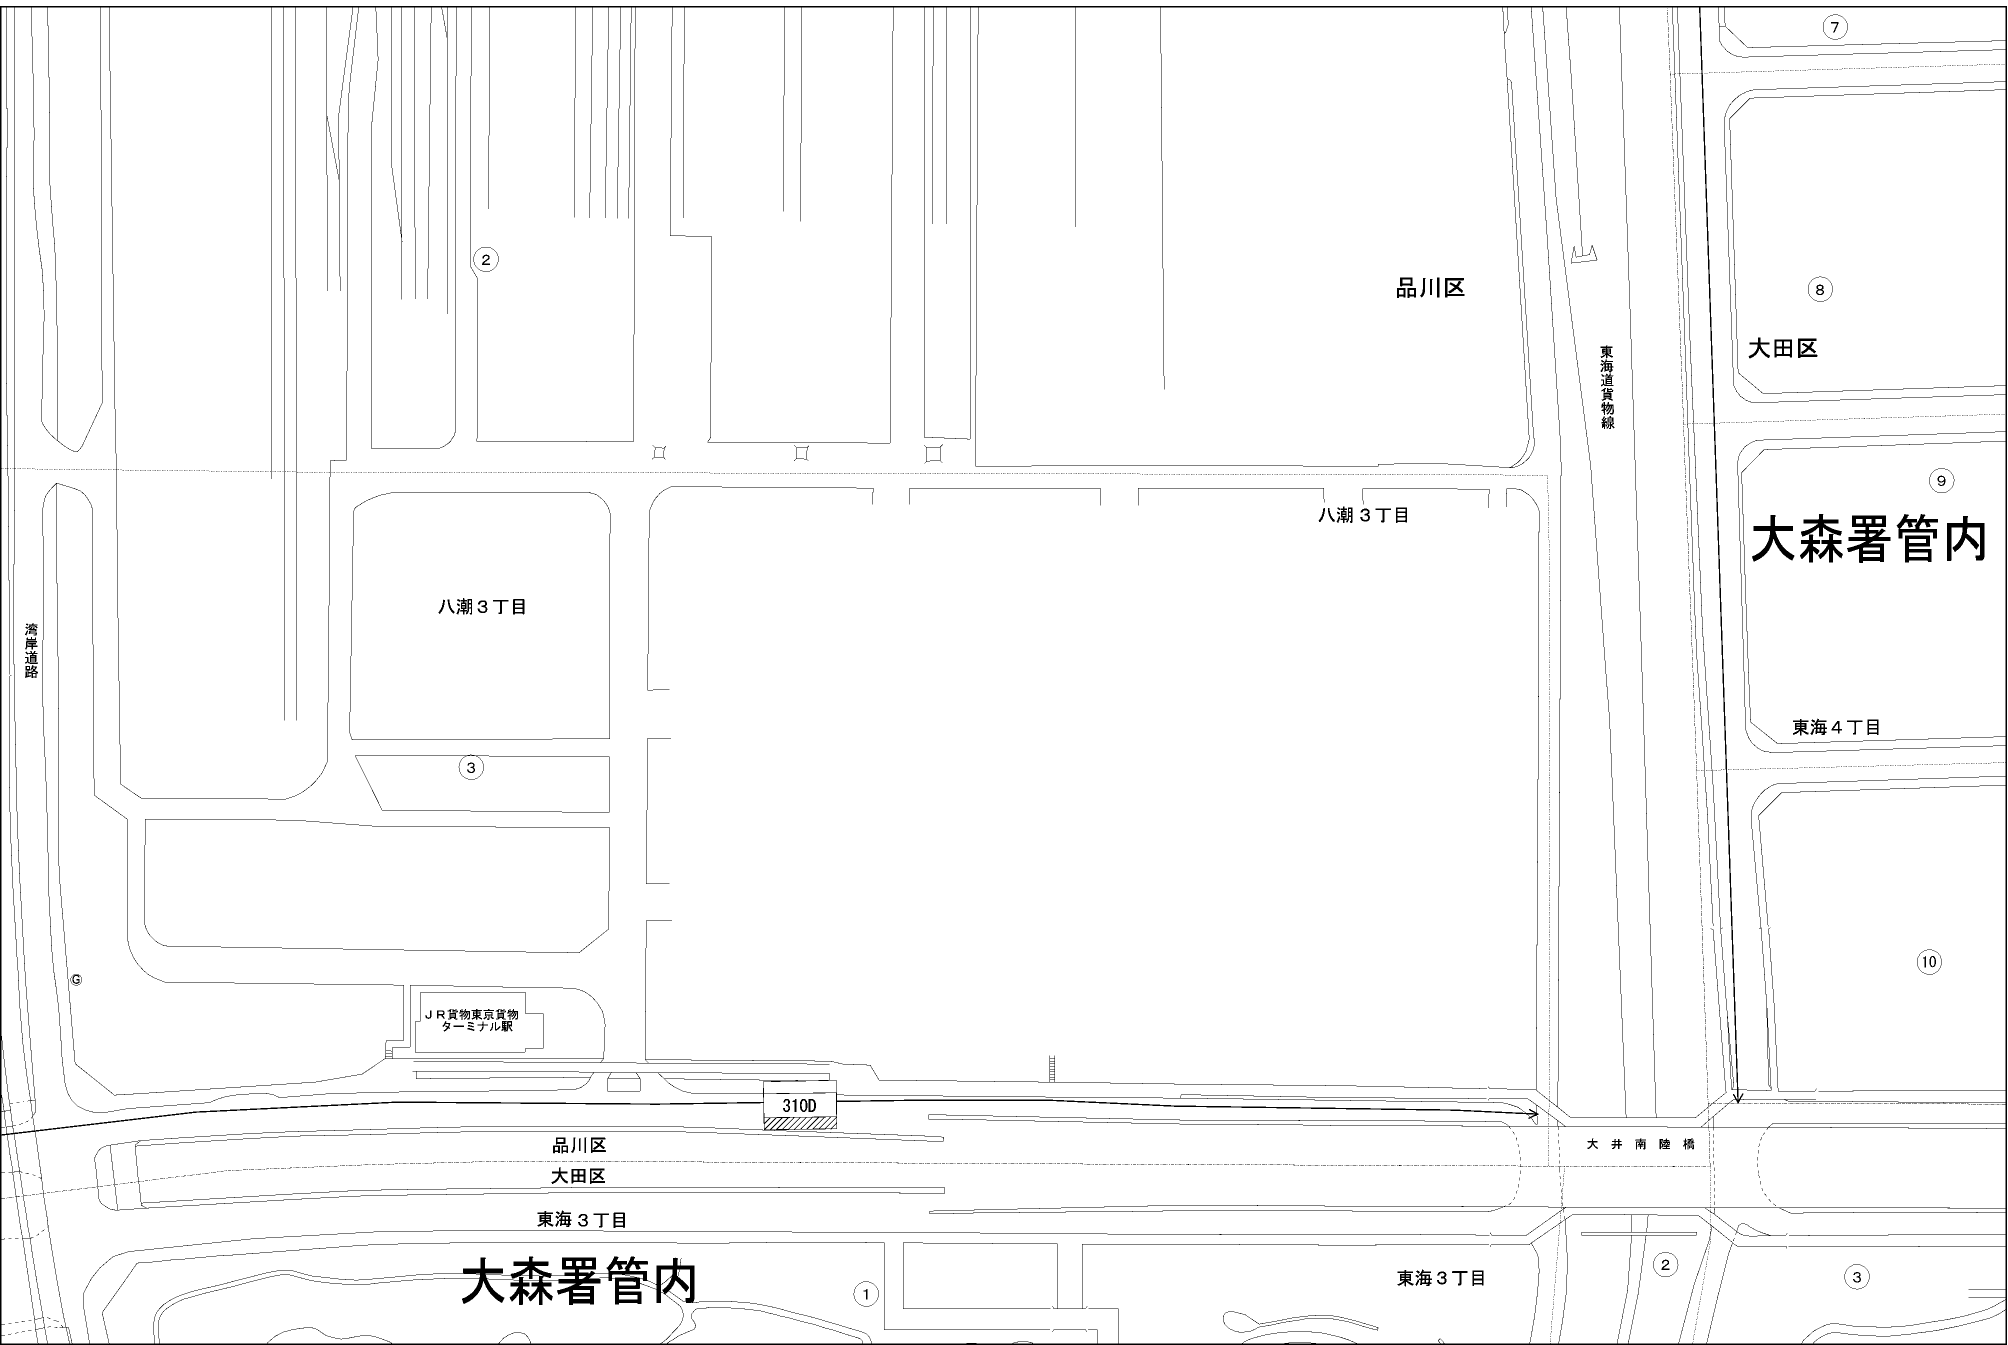 ⑦
②
品川区
⑧
大田区
東海道貨物線
⑨
八潮３丁目
大森署管内
八潮３丁目
湾岸道路
東海４丁目
③
⑩
G
ＪＲ貨物東京貨物
ターミナル駅
310D
品川区
大井南陸橋
大田区
東海３丁目
②
大森署管内
東海３丁目
③
①